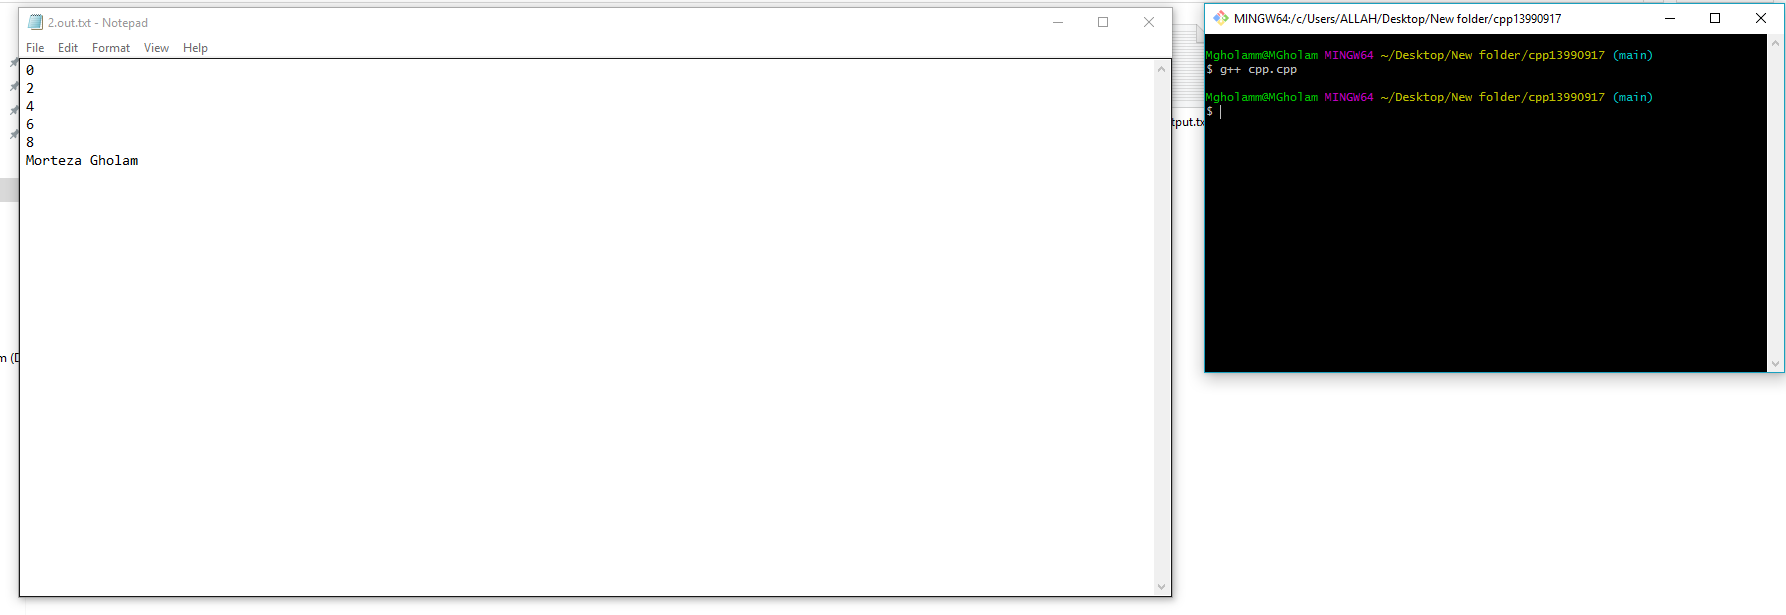 2.out.txt - Notepad
File Edit Format View Help
0
2
4
6
8
Morteza Gholam
m (D
tput.tx
MINGW64:/c/Users/ALLAH/Desktop/New folder/cpp13990917
Mgholamm@MGholam MINGW64 ~/Desktop/New folder/cpp13990917 (main)
$ g++ cpp.cpp
Mgholamm@MGholam MINGW64 ~/Desktop/New folder/cpp13990917 (main)
$